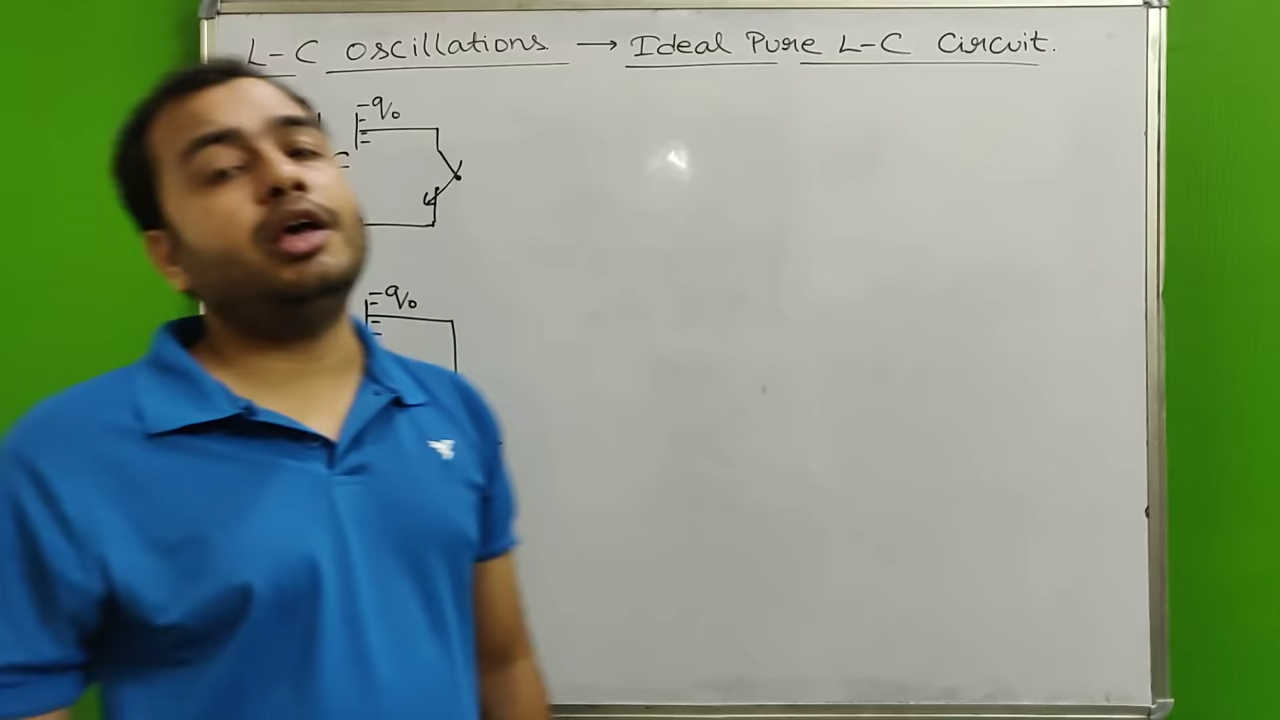 L-C Oscillations → Ideal Pure L-C Circuit.
-q₀
C
-q₀